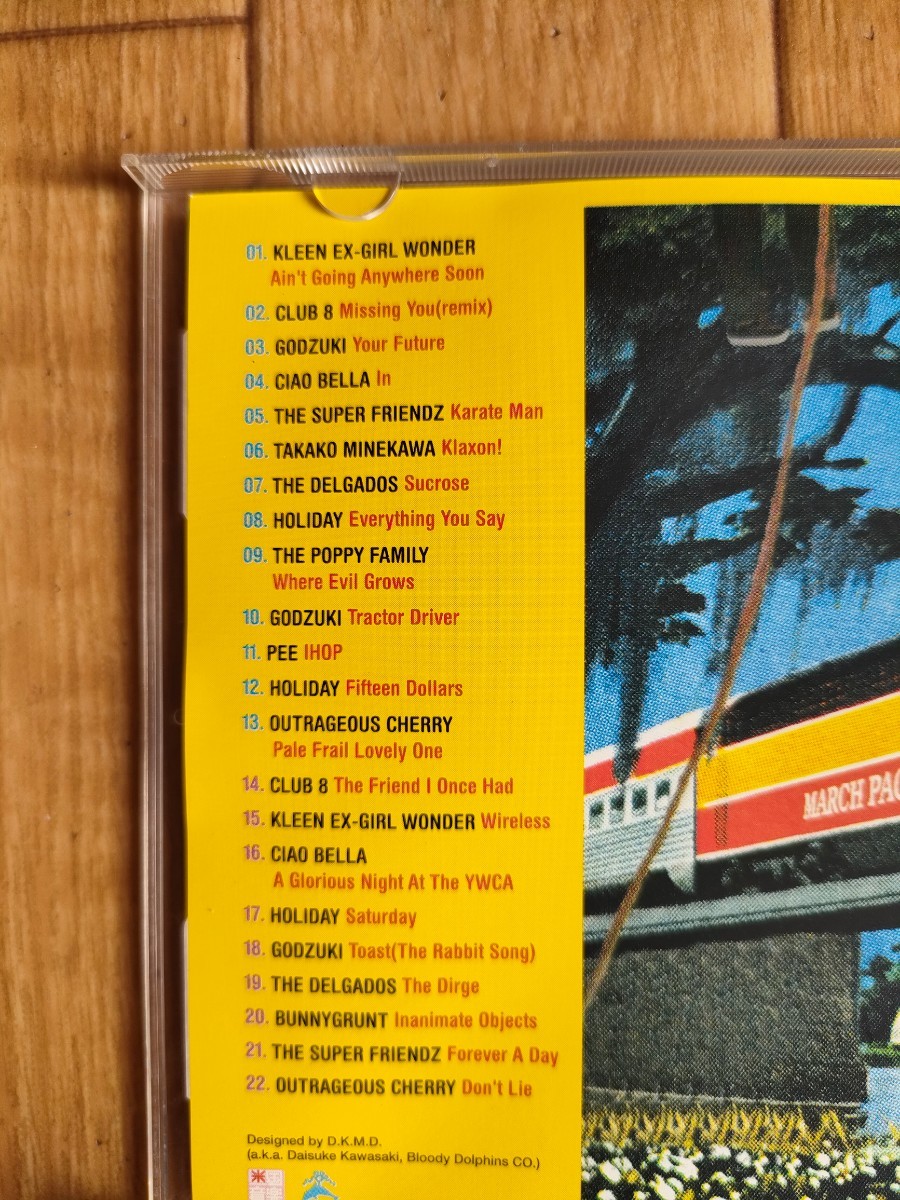 01. KLEEN EX-GIRL WONDER
Ain't Going Anywhere Soon
02. CLUB 8 Missing You(remix)
03. GODZUKI Your Future
04. CIAO BELLA In
05. THE SUPER FRIENDZ Karate Man
06. TAKAKO MINEKAWA Klaxon!
07. THE DELGADOS Sucrose
08. HOLIDAY Everything You Say
09. THE POPPY FAMILY
Where Evil Grows
10. GODZUKI Tractor Driver
11. PEE IHOP
12. HOLIDAY Fifteen Dollars
13. OUTRAGEOUS CHERRY
Pale Frail Lovely One
14. CLUB 8 The Friend I Once Had
15. KLEEN EX-GIRL WONDER Wireless
16. CIAO BELLA
A Glorious Night At The YWCA
17. HOLIDAY Saturday
18. GODZUKI Toast(The Rabbit Song)
19. THE DELGADOS The Dirge
20. BUNNYGRUNT Inanimate Objects
21. THE SUPER FRIENDZ Forever A Day
22. OUTRAGEOUS CHERRY Don't Lie
Designed by D.K.M.D.
(a.k.a. Daisuke Kawasaki, Bloody Dolphins CO.)
MARCH PAC